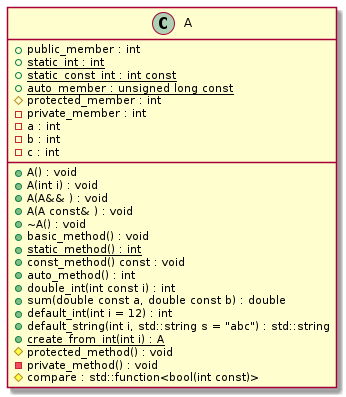 C A
public_member : int
static_int : int
static_const_int : int const
auto_member : unsigned long const
protected_member : int
private_member : int
a : int
b : int
c : int
A() : void
A(int i) : void
A(A&& ) : void
A(A const& ) : void
~A() : void
basic_method() : void
static_method() : int
const_method() const : void
auto_method() : int
double_int(int const i) : int
sum(double const a, double const b) : double
default_int(int i = 12) : int
default_string(int i, std::string s = "abc") : std::string
create_from_int(int i) : A
protected_method() : void
private_method() : void
compare : std::function<bool(int const)>